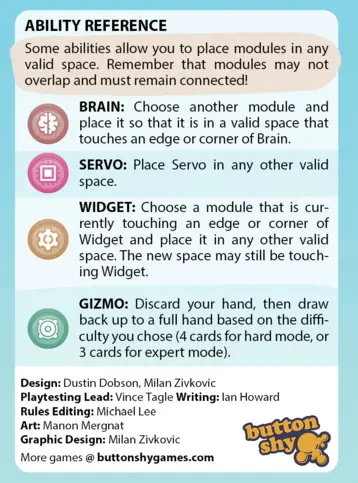 ABILITY REFERENCE
Some abilities allow you to place modules in any
valid space. Remember that modules may not
overlap and must remain connected!
BRAIN: Choose another module and
place it so that it is in a valid space that
touches an edge or corner of Brain.
SERVO: Place Servo in any other valid
space.
WIDGET: Choose a module that is cur-
rently touching an edge or corner of
Widget and place it in any other valid
space. The new space may still be touch-
ing Widget.
GIZMO: Discard your hand, then draw
back up to a full hand based on the diffi-
culty you chose (4 cards for hard mode, or
3 cards for expert mode).
Design: Dustin Dobson, Milan Zivkovic
Playtesting Lead: Vince Tagle Writing: Ian Howard
Rules Editing: Michael Lee
Art: Manon Mergnat
Graphic Design: Milan Zivkovic
More games @ buttonshygames.com
button
shy